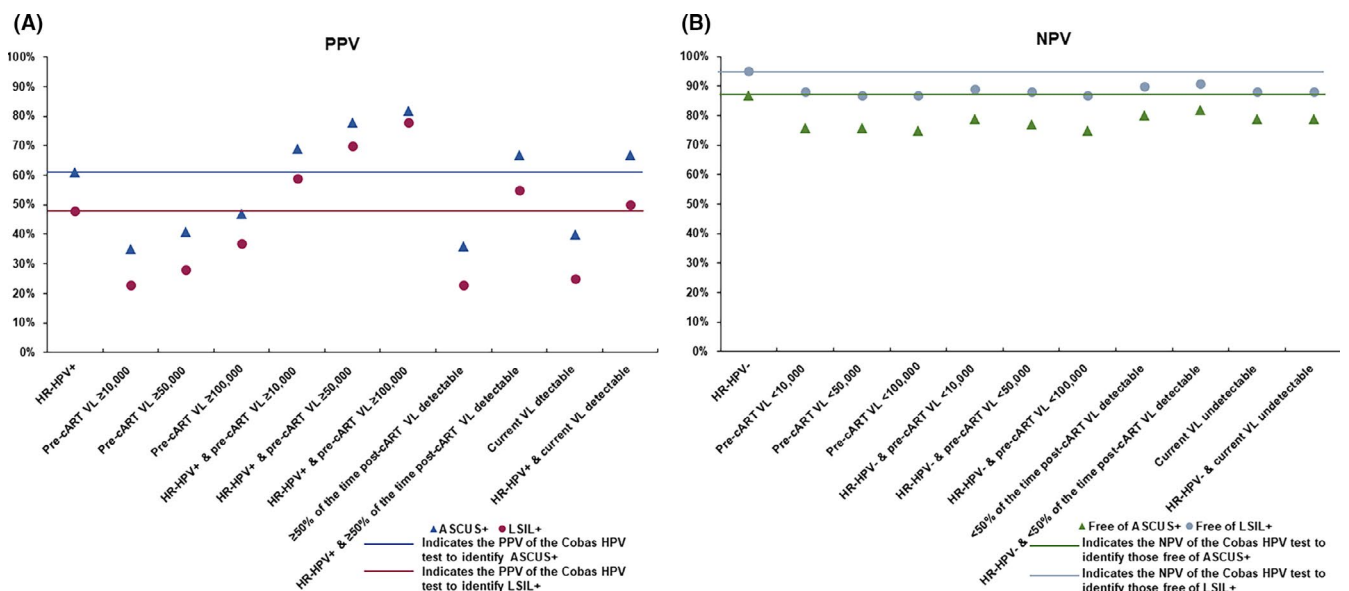 (A)
PPV
100%
90%
80%
70%
60%
50%
40%
30%
20%
10%
0%
HR-HPV+
Pre-cART VL ≥10,000
Pre-cART VL ≥50,000
Pre-cART VL ≥100,000
HR-HPV+ & pre-cART VL ≥10,000
HR-HPV+ & pre-cART VL ≥50,000
HR-HPV+ & pre-cART VL ≥100,000
≥50% of the time post-cART VL detectable
HR-HPV+ & ≥50% of the time post-cART VL detectable
Current VL detectable
HR-HPV+ & current VL detectable
ASCUS+ LSIL+
Indicates the PPV of the Cobas HPV
test to identify ASCUS+
Indicates the PPV of the Cobas HPV
test to identify LSIL+
(B)
NPV
100%
90%
80%
70%
60%
50%
40%
30%
20%
10%
0%
HR-HPV-
Pre-cART VL <10,000
Pre-cART VL <50,000
Pre-cART VL <100,000
HR-HPV- & pre-cART VL <10,000
HR-HPV- & pre-cART VL <50,000
HR-HPV- & pre-cART VL <100,000
<50% of the time post-cART VL detectable
HR-HPV- & <50% of the time post-cART VL detectable
Current VL undetectable
HR-HPV- & current VL undetectable
Free of ASCUS+ Free of LSIL+
Indicates the NPV of the Cobas HPV test to
identify those free of ASCUS+
Indicates the NPV of the Cobas HPV test to
identify those free of LSIL+